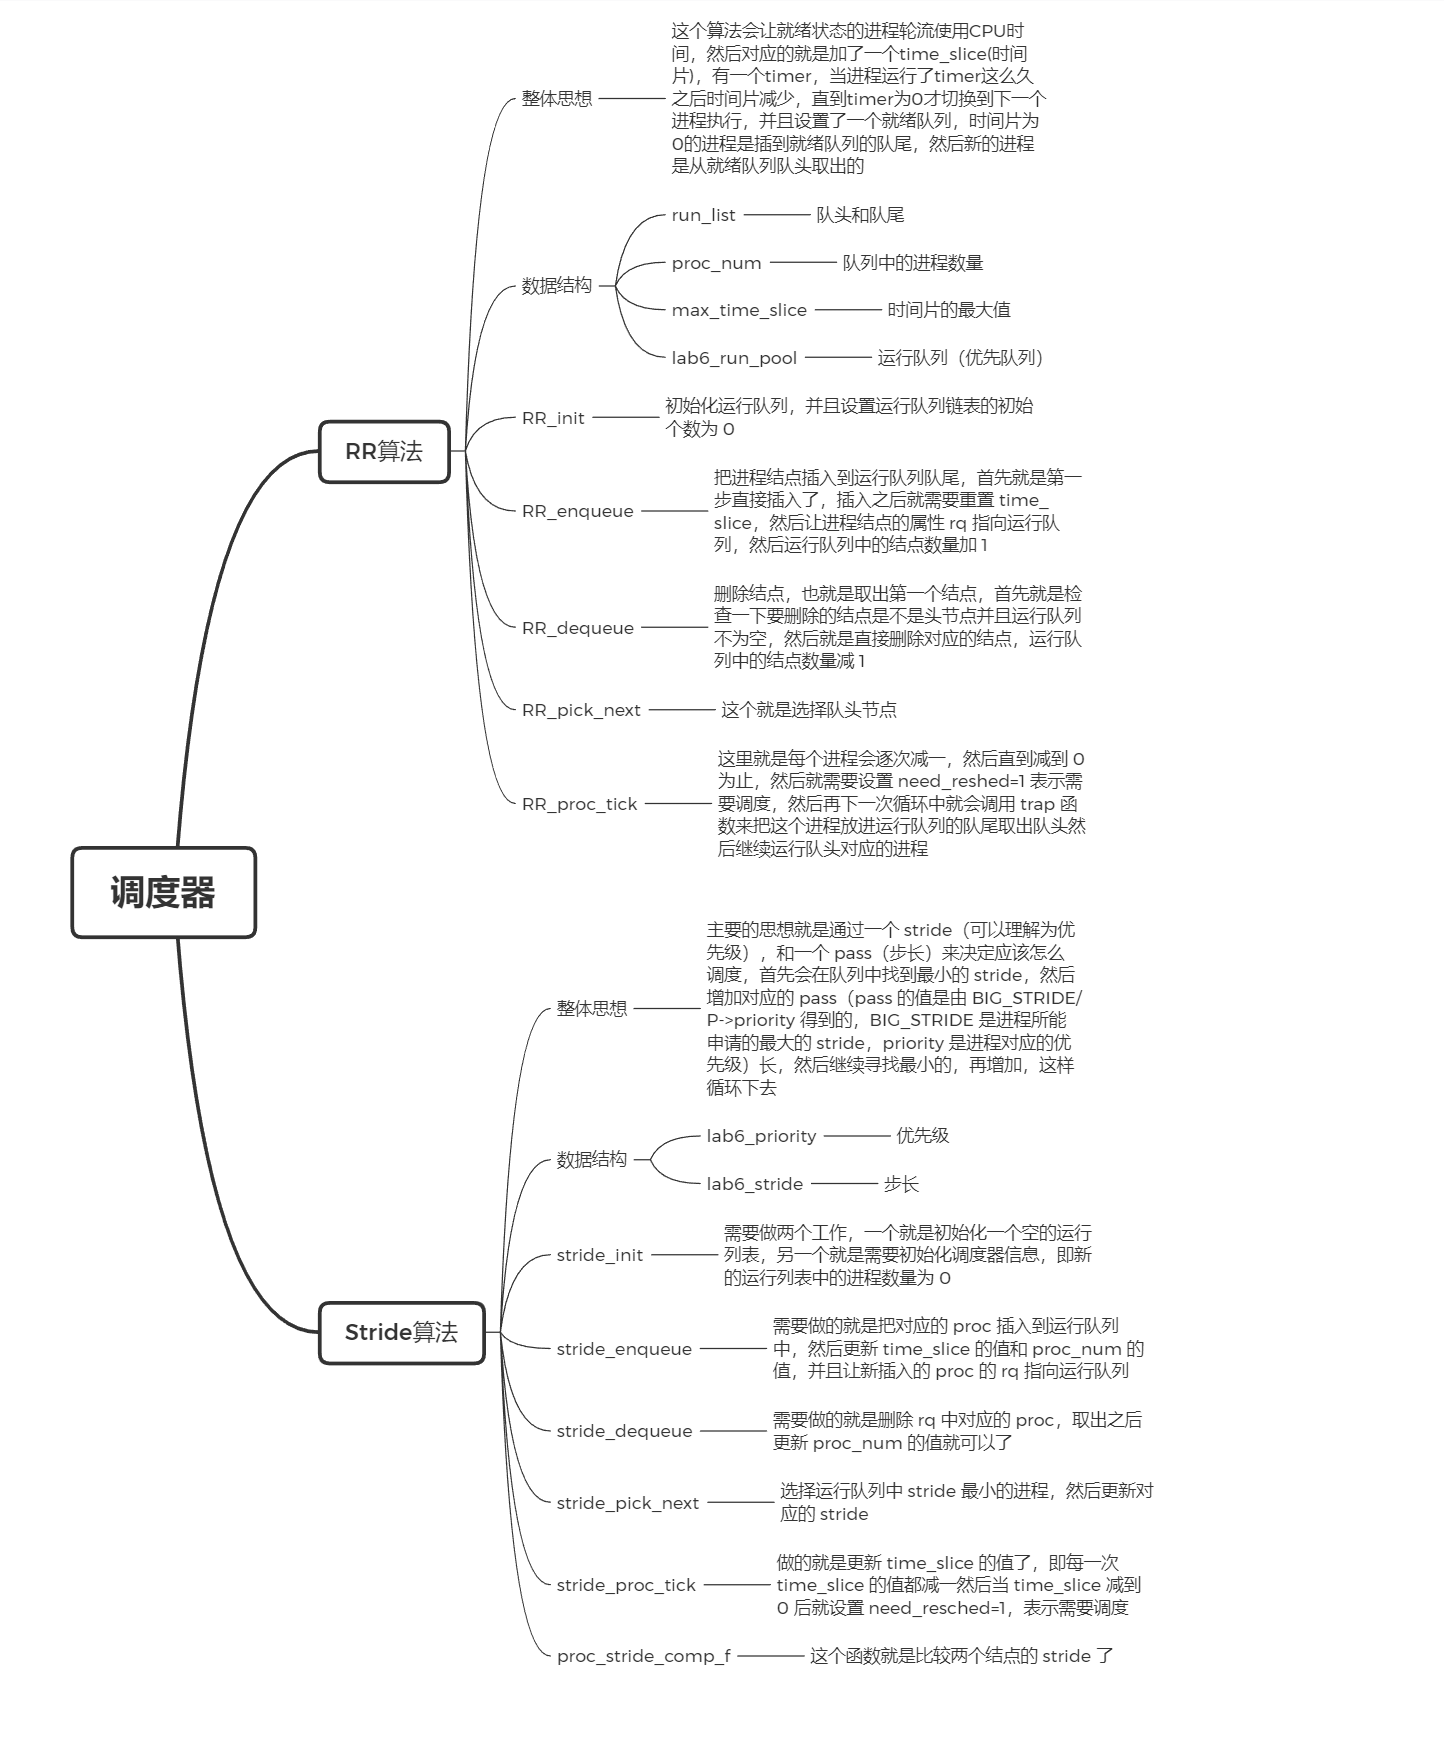 调度器
RR算法
整体思想
这个算法会让就绪状态的进程轮流使用CPU时
间，然后对应的就是加了一个time_slice(时间
片)，有一个timer，当进程运行了timer这么久
之后时间片减少，直到timer为0才切换到下一个
进程执行，并且设置了一个就绪队列，时间片为
0的进程是插到就绪队列的队尾，然后新的进程
是从就绪队列队头取出的
数据结构
run_list
队头和队尾
proc_num
队列中的进程数量
max_time_slice
时间片的最大值
lab6_run_pool
运行队列（优先队列）
RR_init
初始化运行队列，并且设置运行队列链表的初始
个数为 0
RR_enqueue
把进程结点插入到运行队列队尾，首先就是第一
步直接插入了，插入之后就需要重置 time_
slice，然后让进程结点的属性 rq 指向运行队
列，然后运行队列中的结点数量加 1
RR_dequeue
删除结点，也就是取出第一个结点，首先就是检
查一下要删除的结点是不是头节点并且运行队列
不为空，然后就是直接删除对应的结点，运行队
列中的结点数量减 1
RR_pick_next
这个就是选择队头节点
RR_proc_tick
这里就是每个进程会逐次减一，然后直到减到 0
为止，然后就需要设置 need_reshed=1 表示需
要调度，然后再下一次循环中就会调用 trap 函
数来把这个进程放进运行队列的队尾取出队头然
后继续运行队头对应的进程
Stride算法
整体思想
主要的思想就是通过一个 stride（可以理解为优
先级），和一个 pass（步长）来决定应该怎么
调度，首先会在队列中找到最小的 stride，然后
增加对应的 pass（pass 的值是由 BIG_STRIDE/
P->priority 得到的，BIG_STRIDE 是进程所能
申请的最大的 stride，priority 是进程对应的优
先级）长，然后继续寻找最小的，再增加，这样
循环下去
数据结构
lab6_priority
优先级
lab6_stride
步长
stride_init
需要做两个工作，一个就是初始化一个空的运行
列表，另一个就是需要初始化调度器信息，即新
的运行列表中的进程数量为 0
stride_enqueue
需要做的就是把对应的 proc 插入到运行队列
中，然后更新 time_slice 的值和 proc_num 的
值，并且让新插入的 proc 的 rq 指向运行队列
stride_dequeue
需要做的就是删除 rq 中对应的 proc，取出之后
更新 proc_num 的值就可以了
stride_pick_next
选择运行队列中 stride 最小的进程，然后更新对
应的 stride
stride_proc_tick
做的就是更新 time_slice 的值了，即每一次
time_slice 的值都减一然后当 time_slice 减到
0 后就设置 need_resched=1，表示需要调度
proc_stride_comp_f
这个函数就是比较两个结点的 stride 了